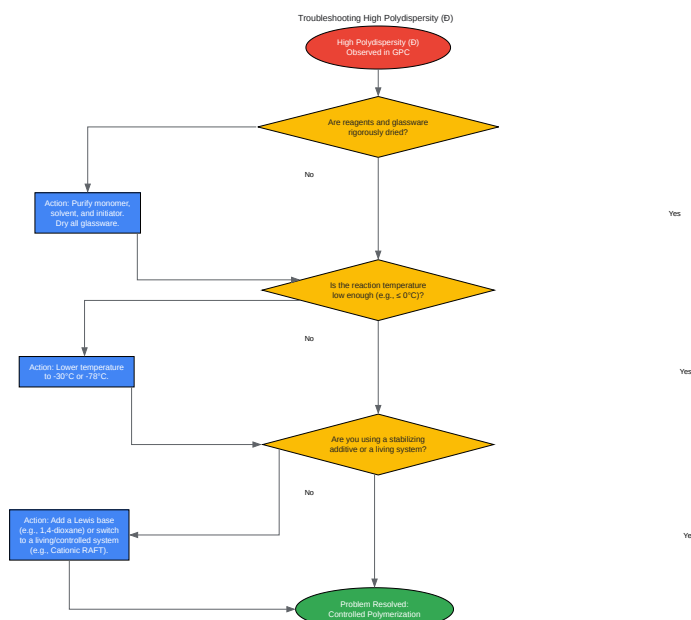 Troubleshooting High Polydispersity (Đ)
High Polydispersity (Đ)
Observed in GPC
Are reagents and glassware
rigorously dried?
No
Yes
Action: Purify monomer,
solvent, and initiator.
Dry all glassware.
Is the reaction temperature
low enough (e.g., ≤ 0°C)?
No
Yes
Action: Lower temperature
to -30°C or -78°C.
Are you using a stabilizing
additive or a living system?
No
Ye
Action: Add a Lewis base
(e.g., 1,4-dioxane) or switch
to a living/controlled system
(e.g., Cationic RAFT).
Problem Resolved:
Controlled Polymerization